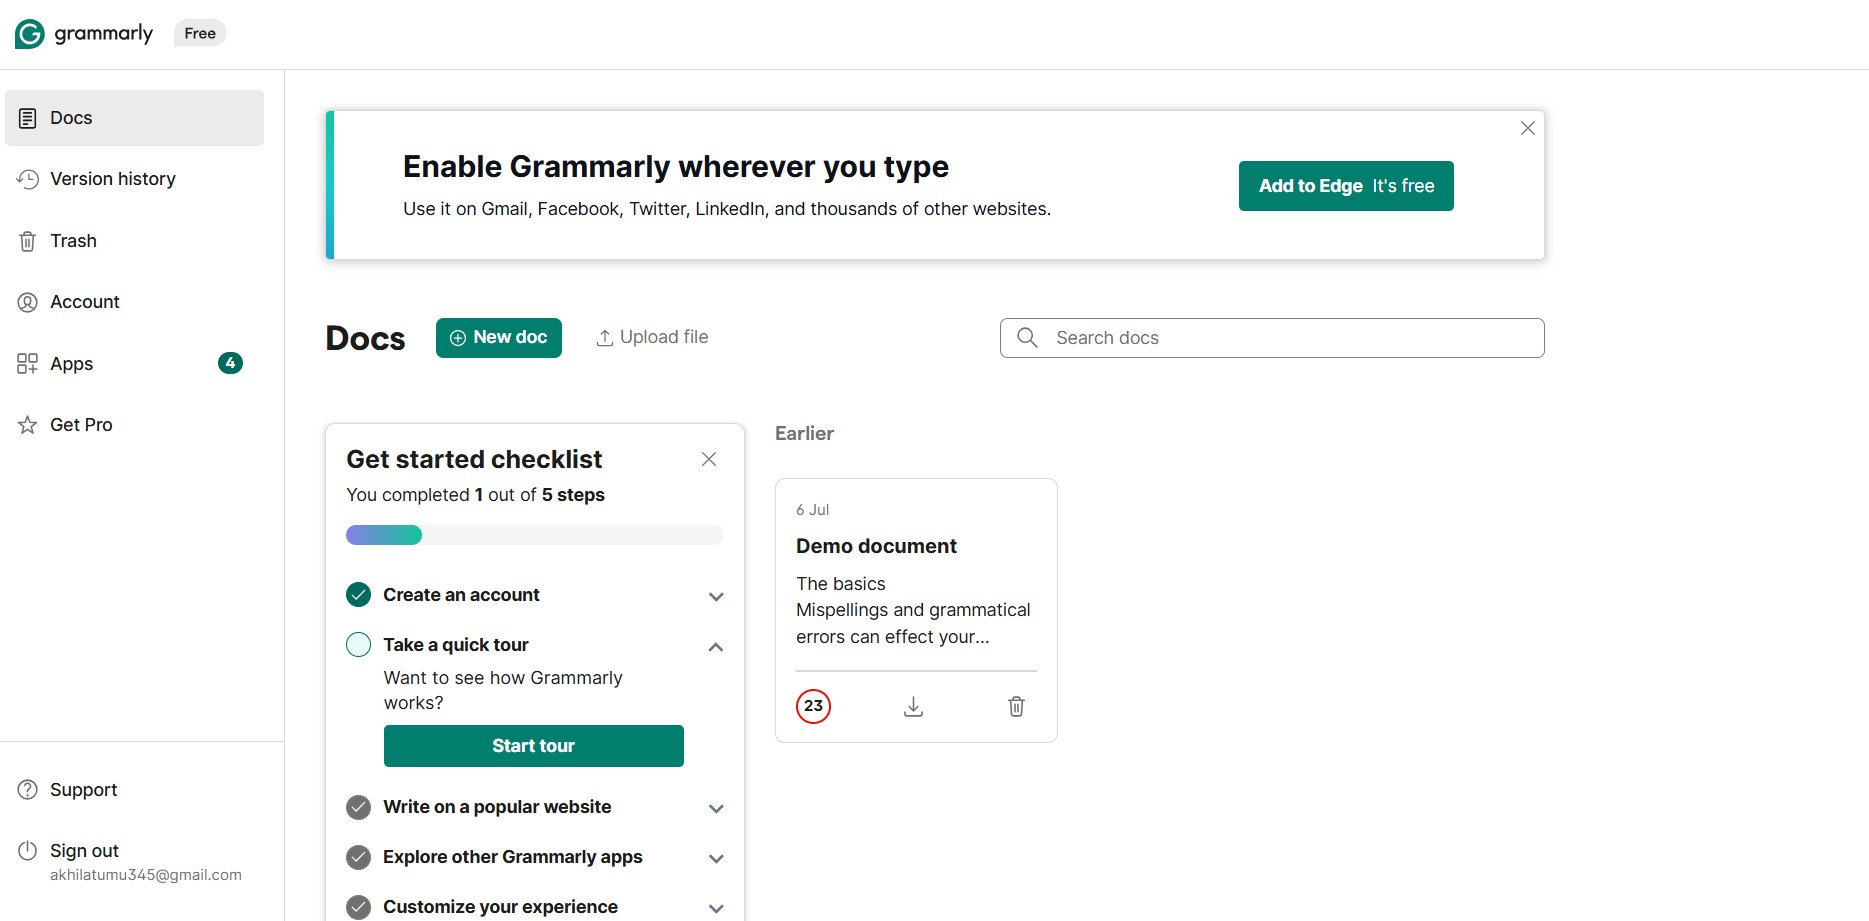 grammarly Free
Docs
Version history
Trash
Account
Apps 4
Get Pro
Support
Sign out
akhilatumu345@gmail.com
Enable Grammarly wherever you type
Use it on Gmail, Facebook, Twitter, LinkedIn, and thousands of other websites.
Add to Edge It's free
Docs
New doc
Upload file
Search docs
Get started checklist
You completed 1 out of 5 steps
Create an account
Take a quick tour
Want to see how Grammarly
works?
Start tour
Write on a popular website
Explore other Grammarly apps
Customize your experience
Earlier
6 Jul
Demo document
The basics
Mispellings and grammatical
errors can effect your...
23